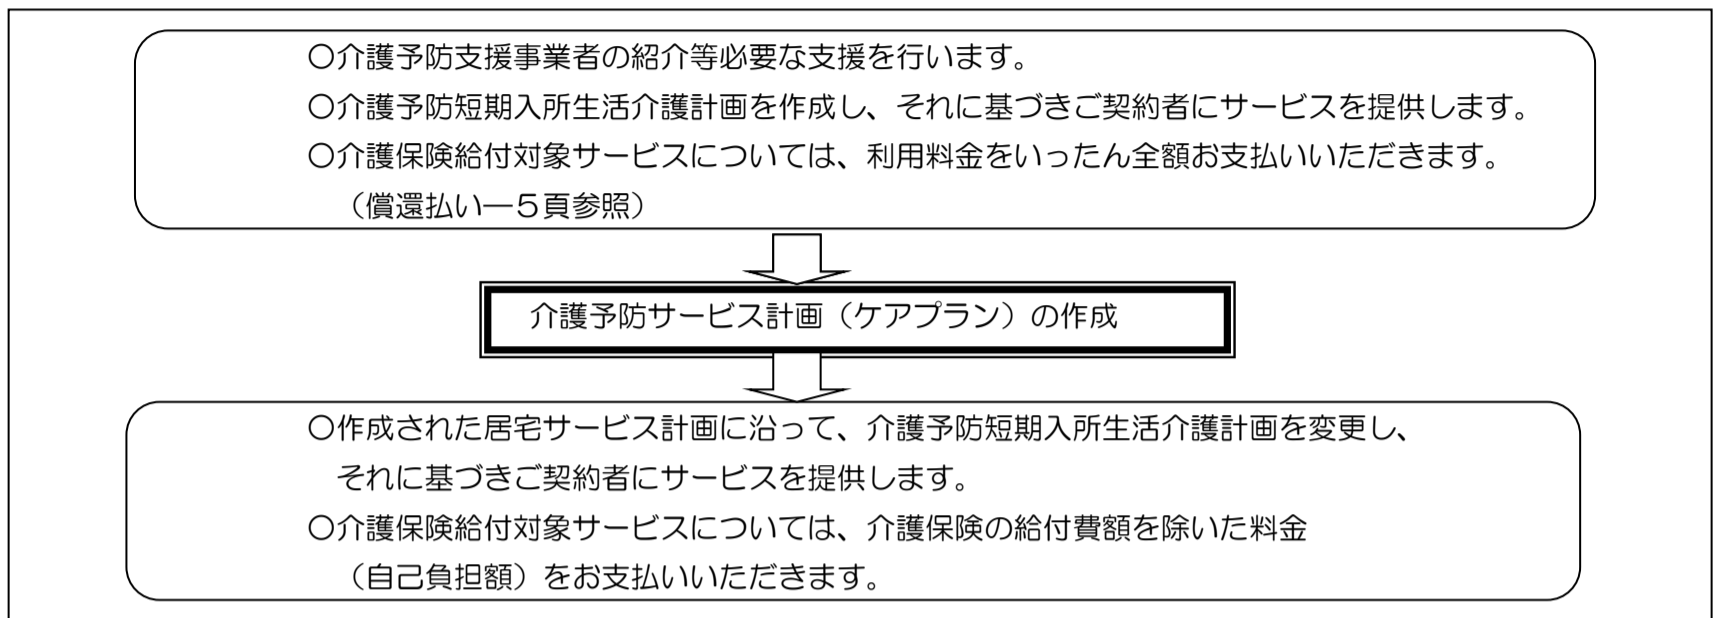 〇介護予防支援事業者の紹介等必要な支援を行います。
〇介護予防短期入所生活介護計画を作成し、それに基づきご契約者にサービスを提供します。
〇介護保険給付対象サービスについては、利用料金をいったん全額お支払いいただきます。
（償還払い―５頁参照）
介護予防サービス計画（ケアプラン）の作成
〇作成された居宅サービス計画に沿って、介護予防短期入所生活介護計画を変更し、
それに基づきご契約者にサービスを提供します。
〇介護保険給付対象サービスについては、介護保険の給付費額を除いた料金
（自己負担額）をお支払いいただきます。